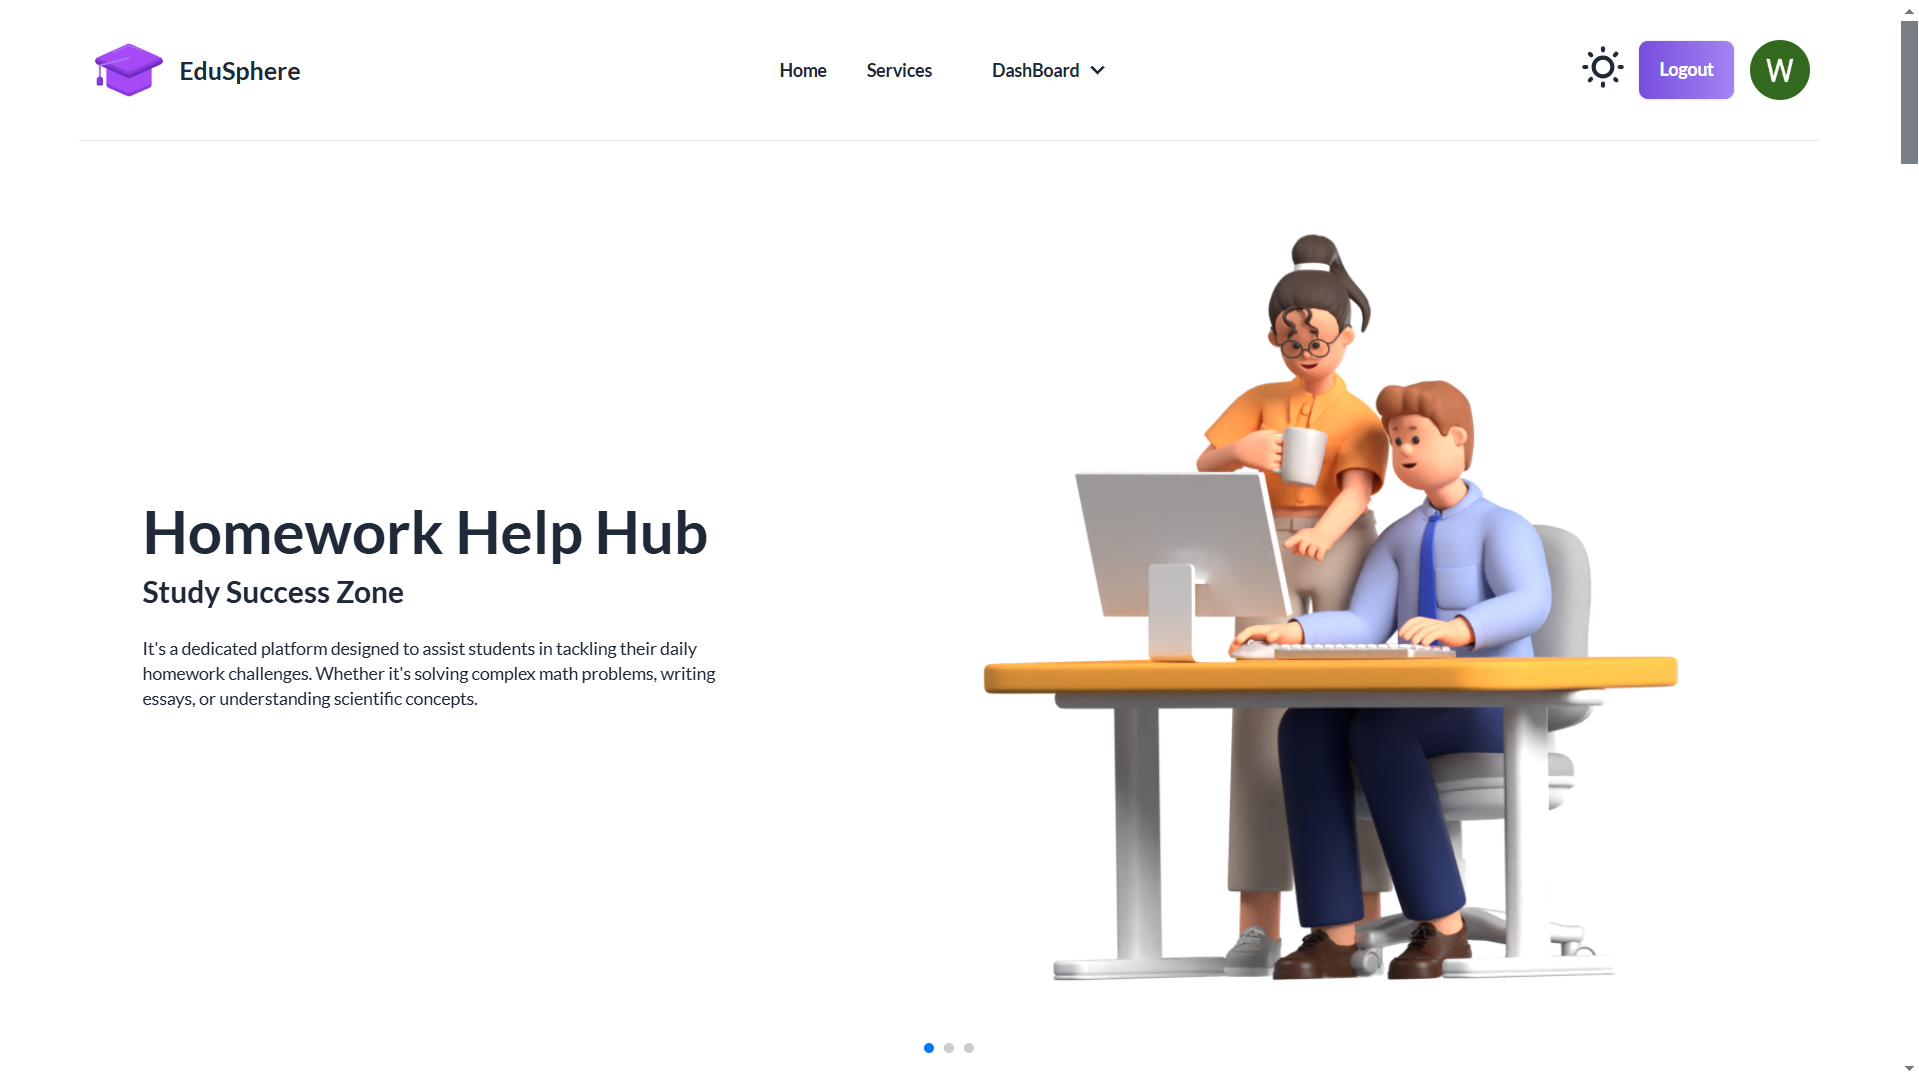 EduSphere
Home
Services
DashBoard
Logout
W
Homework Help Hub
Study Success Zone
It's a dedicated platform designed to assist students in tackling their daily
homework challenges. Whether it's solving complex math problems, writing
essays, or understanding scientific concepts.